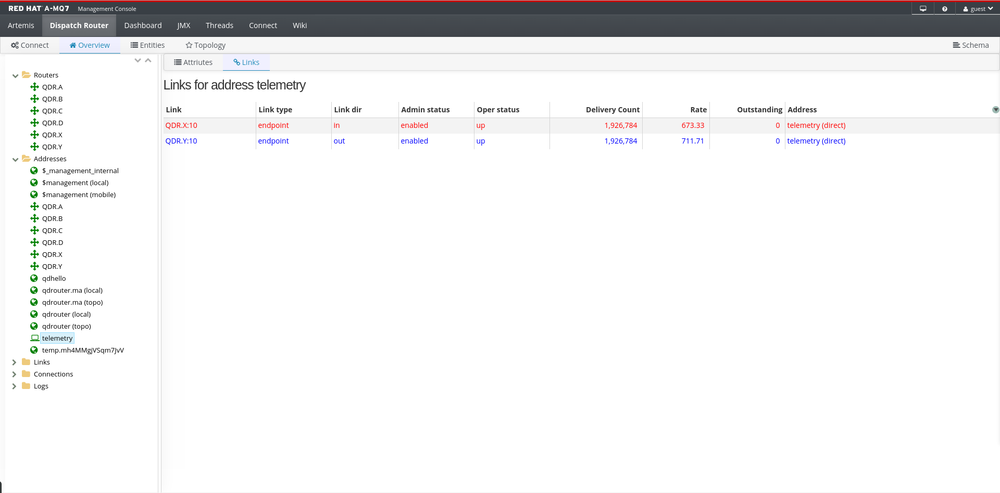 RED HAT A-MQ7 Management Console guest
Artemis Dispatch Router Dashboard JMX Threads Connect Wiki
Connect Overview Entities Topology Schema
Attriutes Links
Routers
QDR.A
QDR.B
QDR.C
QDR.D
QDR.X
QDR.Y
Addresses
$_management_internal
$management (local)
$management (mobile)
QDR.A
QDR.B
QDR.C
QDR.D
QDR.X
QDR.Y
qdhello
qdrouter.ma (local)
qdrouter.ma (topo)
qdrouter (local)
qdrouter (topo)
telemetry
temp.mh4MMgjVSqm7JvV
Links
Connections
Logs
Links for address telemetry
Link Link type Link dir Admin status Oper status Delivery Count Rate Outstanding Address
QDR.X:10 endpoint in enabled up 1,926,784 673.33 0 telemetry (direct)
QDR.Y:10 endpoint out enabled up 1,926,784 711.71 0 telemetry (direct)